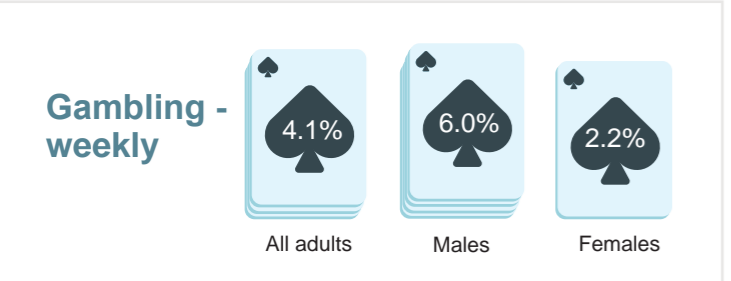 Gambling -
weekly
4.1%
6.0%
2.2%
All adults
Males
Females